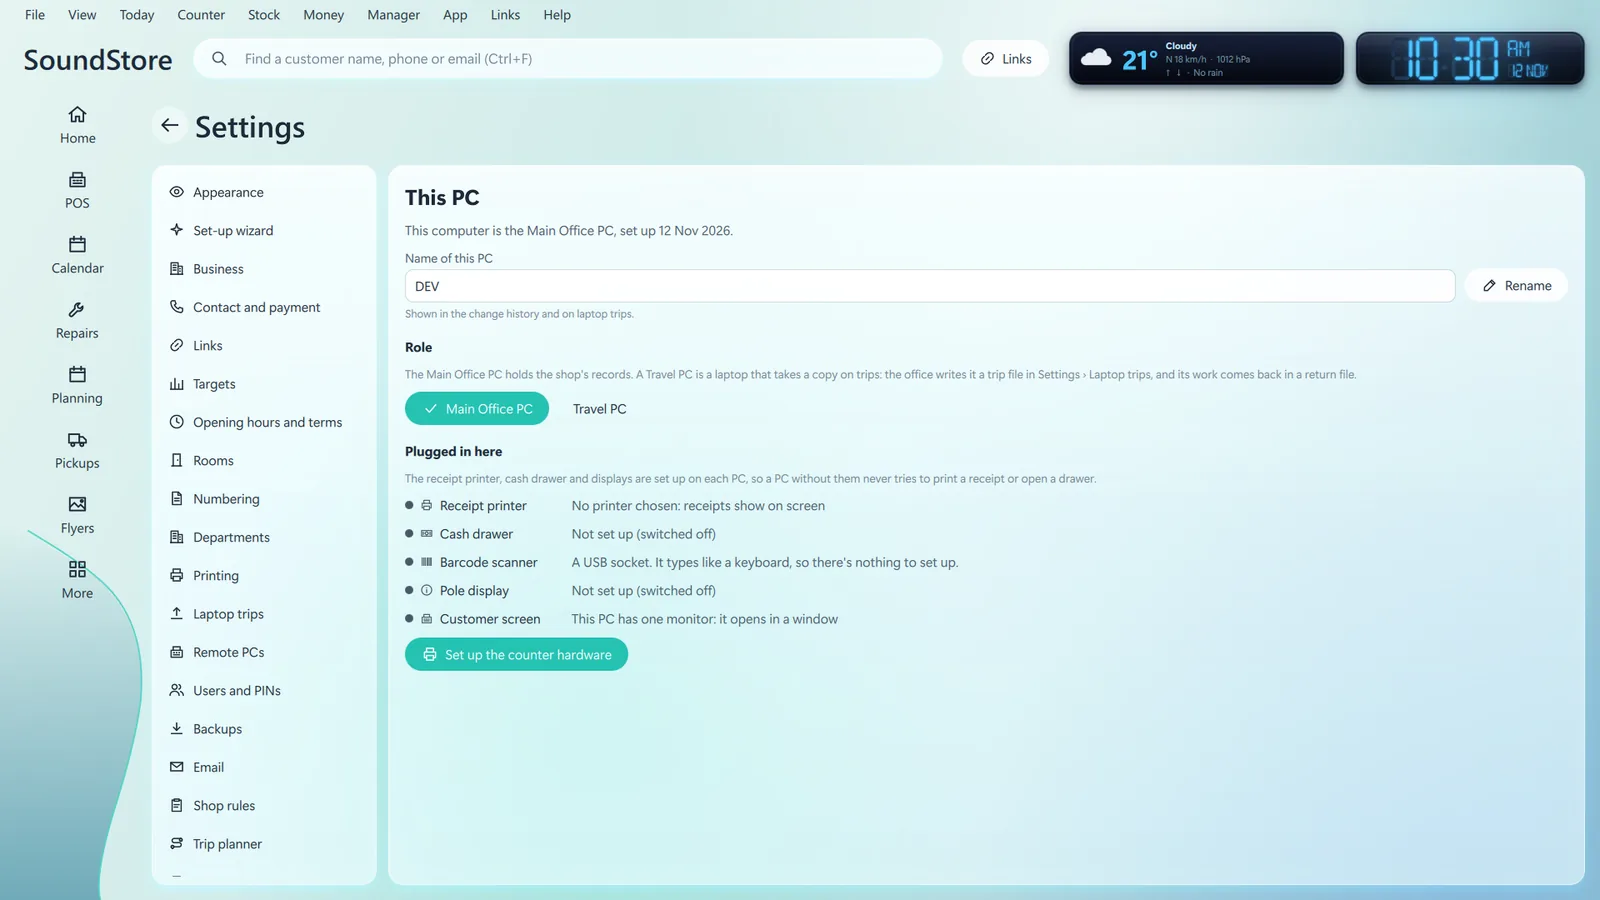 File View Today Counter Stock Money Manager App Links Help
SoundStore
Find a customer name, phone or email (Ctrl+F)
Links
21°
Cloudy
N 18 km/h · 1012 hPa
↑ ↓ · No rain
10:30 AM
12 NOV
Home
POS
Calendar
Repairs
Planning
Pickups
Flyers
More
Settings
Appearance
Set-up wizard
Business
Contact and payment
Links
Targets
Opening hours and terms
Rooms
Numbering
Departments
Printing
Laptop trips
Remote PCs
Users and PINs
Backups
Email
Shop rules
Trip planner
This PC
This computer is the Main Office PC, set up 12 Nov 2026.
Name of this PC
DEV
Rename
Shown in the change history and on laptop trips.
Role
The Main Office PC holds the shop's records. A Travel PC is a laptop that takes a copy on trips: the office writes it a trip file in Settings › Laptop trips, and its work comes back in a return file.
Main Office PC Travel PC
Plugged in here
The receipt printer, cash drawer and displays are set up on each PC, so a PC without them never tries to print a receipt or open a drawer.
Receipt printer No printer chosen: receipts show on screen
Cash drawer Not set up (switched off)
Barcode scanner A USB socket. It types like a keyboard, so there's nothing to set up.
Pole display Not set up (switched off)
Customer screen This PC has one monitor: it opens in a window
Set up the counter hardware